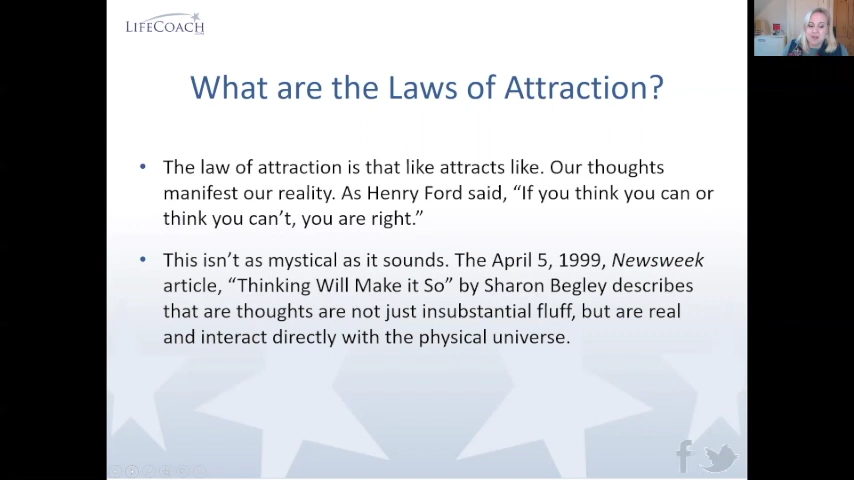 LIFECOACH
What are the Laws of Attraction?
• The law of attraction is that like attracts like. Our thoughts
manifest our reality. As Henry Ford said, “If you think you can or
think you can’t, you are right.”
• This isn’t as mystical as it sounds. The April 5, 1999, Newsweek
article, “Thinking Will Make it So” by Sharon Begley describes
that are thoughts are not just insubstantial fluff, but are real
and interact directly with the physical universe.